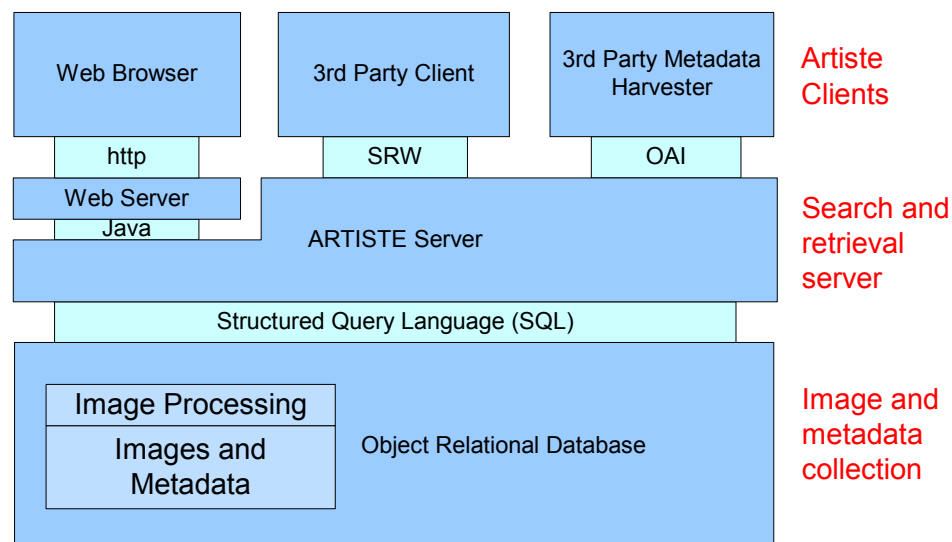 Web Browser
3rd Party Client
3rd Party Metadata
Harvester
Artiste
Clients
http
SRW
OAI
Web Server
Java
ARTISTE Server
Search and
retrieval
server
Structured Query Language (SQL)
Image Processing
Images and
Metadata
Object Relational Database
Image and
metadata
collection